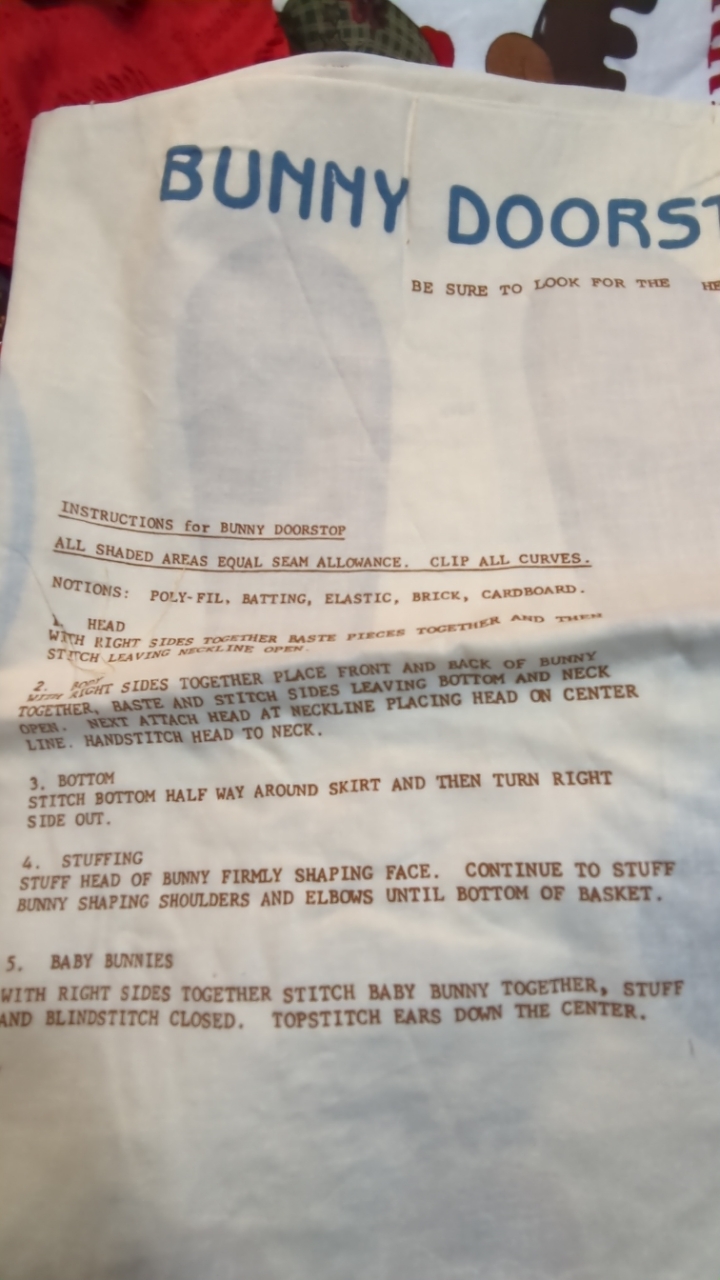 BUNNY DOORST
BE SURE TO LOOK FOR THE HE
INSTRUCTIONS for BUNNY DOORSTOP
ALL SHADED AREAS EQUAL SEAM ALLOWANCE. CLIP ALL CURVES.
NOTIONS: POLY-FIL, BATTING, ELASTIC, BRICK, CARDBOARD.
1. HEAD
WITH RIGHT SIDES TOGETHER BASTE PIECES TOGETHER AND THEN
STITCH LEAVING NECKLINE OPEN.
2. BODY
WITH RIGHT SIDES TOGETHER PLACE FRONT AND BACK OF BUNNY
TOGETHER, BASTE AND STITCH SIDES LEAVING BOTTOM AND NECK
OPEN. NEXT ATTACH HEAD AT NECKLINE PLACING HEAD ON CENTER
LINE. HANDSTITCH HEAD TO NECK.
3. BOTTOM
STITCH BOTTOM HALF WAY AROUND SKIRT AND THEN TURN RIGHT
SIDE OUT.
4. STUFFING
STUFF HEAD OF BUNNY FIRMLY SHAPING FACE. CONTINUE TO STUFF
BUNNY SHAPING SHOULDERS AND ELBOWS UNTIL BOTTOM OF BASKET.
5. BABY BUNNIES
WITH RIGHT SIDES TOGETHER STITCH BABY BUNNY TOGETHER, STUFF
AND BLINDSTITCH CLOSED. TOPSTITCH EARS DOWN THE CENTER.